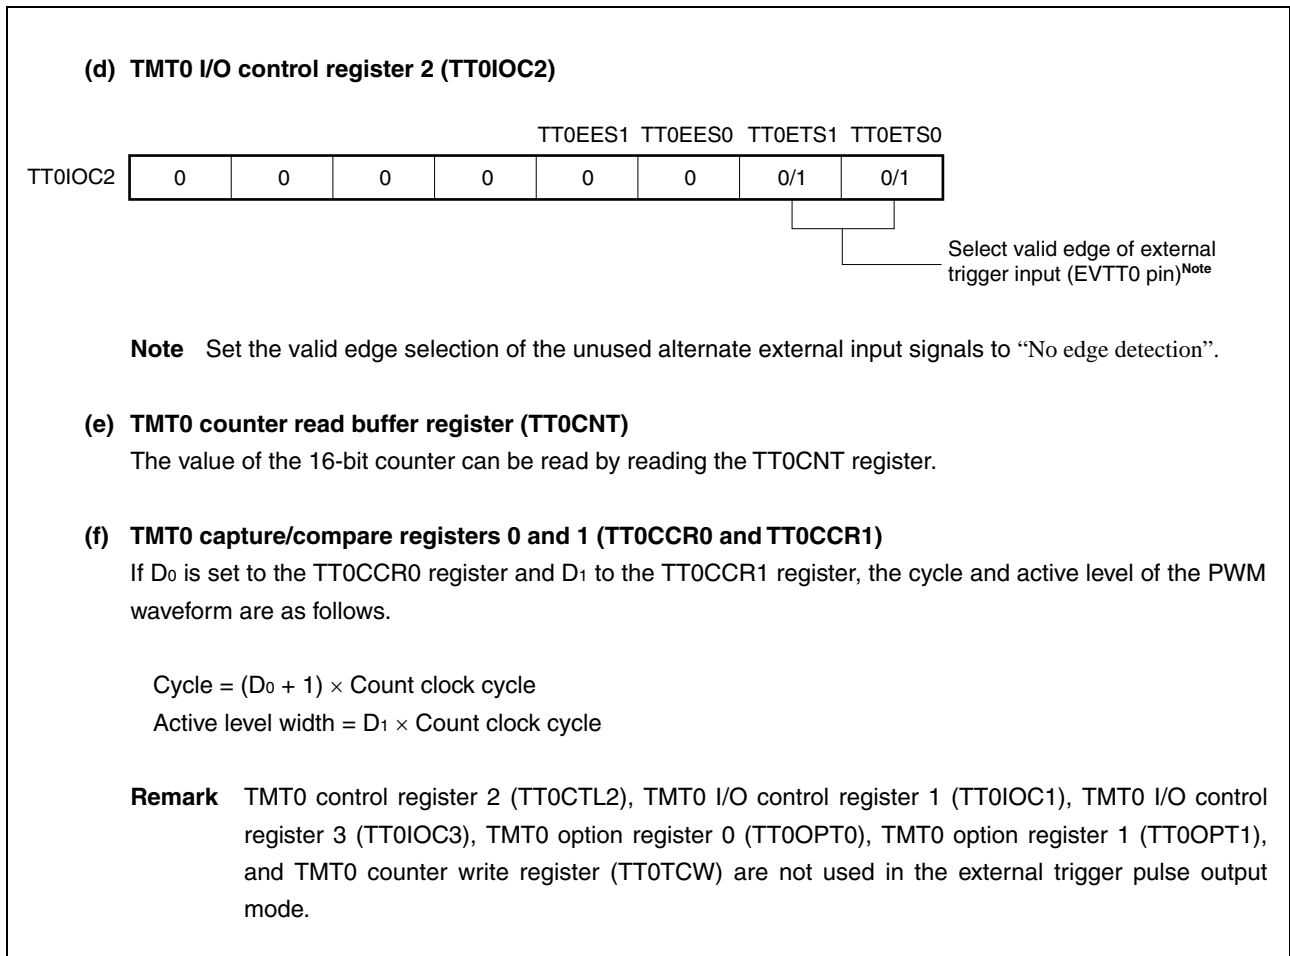 (d) TMT0 I/O control register 2 (TT0IOC2)
TT0EES1 TT0EES0 TT0ETS1 TT0ETS0
TT0IOC2 0 0 0 0 0 0 0/1 0/1
Select valid edge of external
trigger input (EVTT0 pin)Note
Note Set the valid edge selection of the unused alternate external input signals to “No edge detection”.
(e) TMT0 counter read buffer register (TT0CNT)
The value of the 16-bit counter can be read by reading the TT0CNT register.
(f) TMT0 capture/compare registers 0 and 1 (TT0CCR0 and TT0CCR1)
If D0 is set to the TT0CCR0 register and D1 to the TT0CCR1 register, the cycle and active level of the PWM
waveform are as follows.
Cycle = (D0 + 1) × Count clock cycle
Active level width = D1 × Count clock cycle
Remark TMT0 control register 2 (TT0CTL2), TMT0 I/O control register 1 (TT0IOC1), TMT0 I/O control
register 3 (TT0IOC3), TMT0 option register 0 (TT0OPT0), TMT0 option register 1 (TT0OPT1),
and TMT0 counter write register (TT0TCW) are not used in the external trigger pulse output
mode.